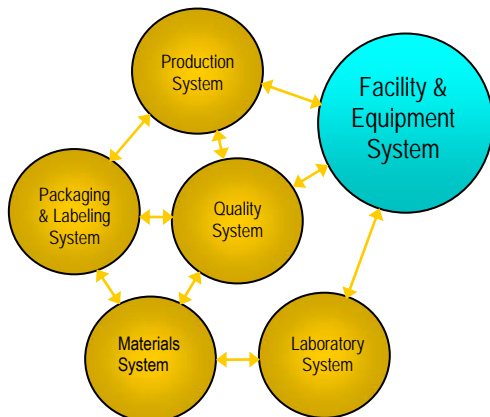 Production
System
Facility &
Equipment
System
Packaging
& Labeling
System
Quality
System
Materials
System
Laboratory
System